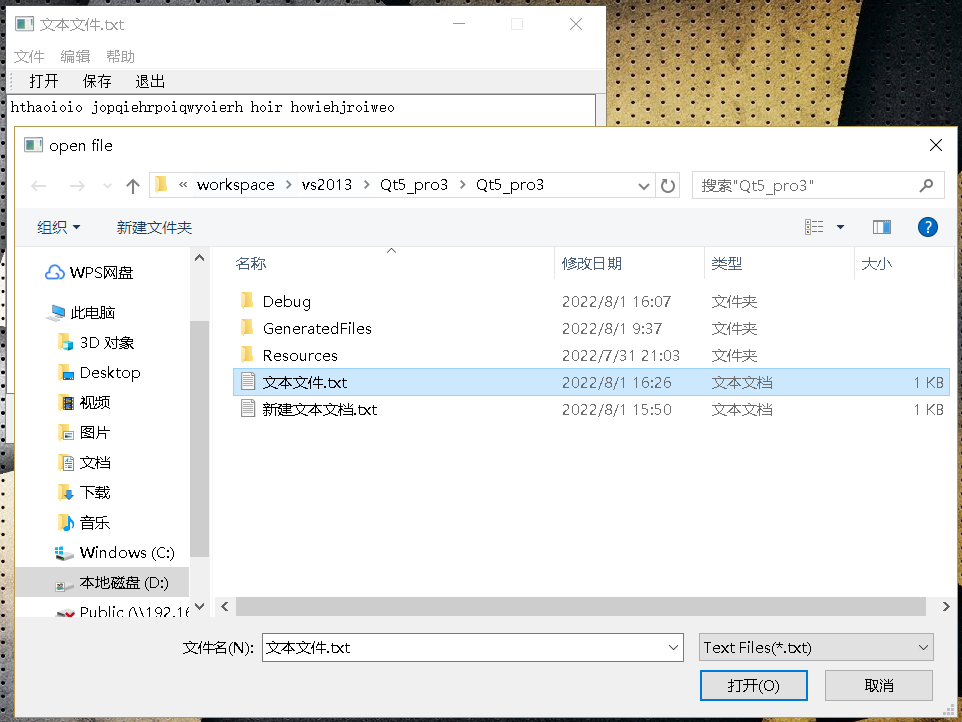 文本文件.txt
文件 编辑 帮助
打开 保存 退出
hthaoioio jopqiehrpoiqwyoierh hoir howiehjroiweo
open file
« workspace > vs2013 > Qt5_pro3 > Qt5_pro3
搜索"Qt5_pro3"
组织 新建文件夹
名称 修改日期 类型 大小
WPS网盘
此电脑
3D 对象
Desktop
视频
图片
文档
下载
音乐
Windows (C:)
本地磁盘 (D:)
Public (\\192.16
Debug 2022/8/1 16:07 文件夹
GeneratedFiles 2022/8/1 9:37 文件夹
Resources 2022/7/31 21:03 文件夹
文本文件.txt 2022/8/1 16:26 文本文档 1 KB
新建文本文档.txt 2022/8/1 15:50 文本文档 1 KB
文件名(N): 文本文件.txt Text Files(*.txt)
打开(O) 取消